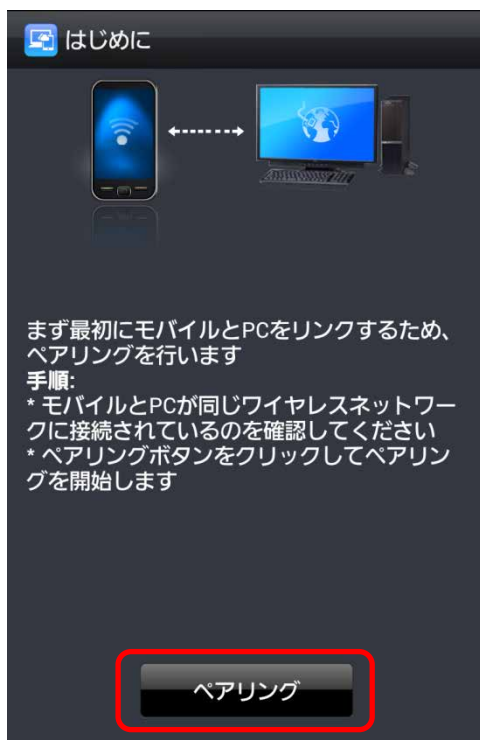 はじめに
まず最初にモバイルとPCをリンクするため、
ペアリングを行います
手順:
* モバイルとPCが同じワイヤレスネットワー
クに接続されているのを確認してください
* ペアリングボタンをクリックしてペアリン
グを開始します
ペアリング